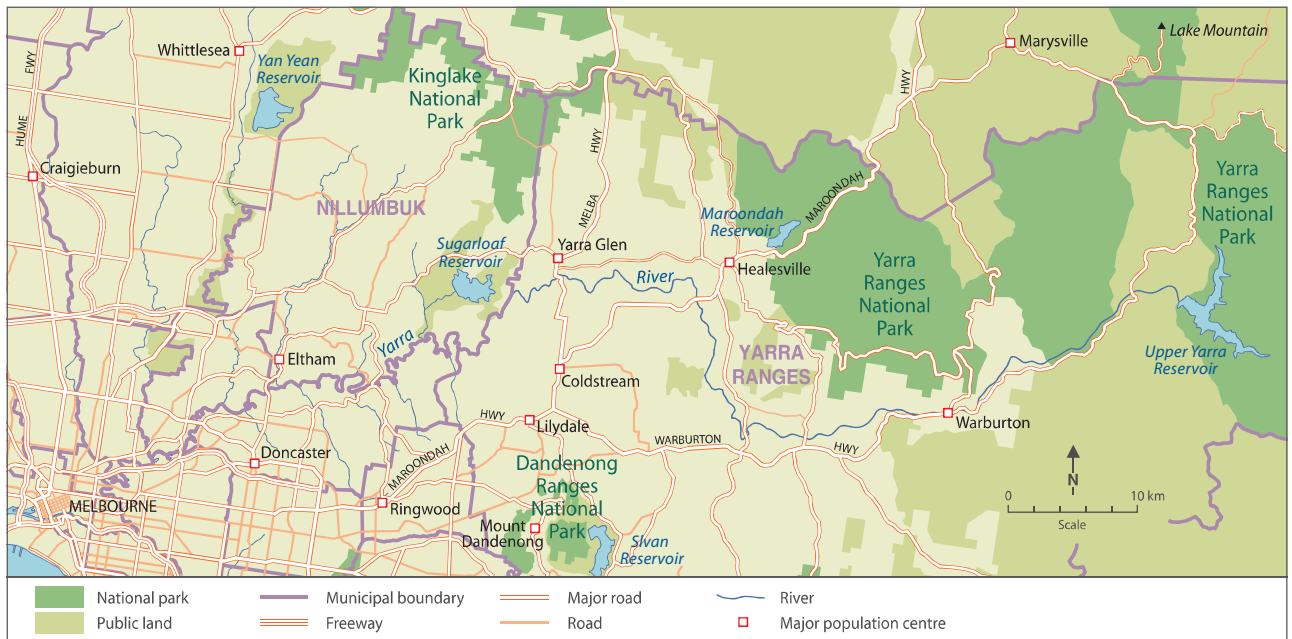 Whittlesea
Yan Yean
Reservoir
Kinglake
National
Park
HWY
Marysville
Lake Mountain
FWY
HUME
Craigieburn
NILLUMBUK
HWY
MELBA
Maroondah
Reservoir
MAROONDAH
Yarra
Ranges
National
Park
Sugarloaf
Reservoir
Yarra Glen
River
Healesville
Yarra
Ranges
National
Park
Yarra
Eltham
YARRA
RANGES
Upper Yarra
Reservoir
Coldstream
HWY
Lilydale
WARBURTON
HWY
Warburton
Doncaster
MAROONDAH
Dandenong
Ranges
National
Park
MELBOURNE
Ringwood
Mount
Dandenong
SIvan
Reservoir
N
0 10 km
Scale
National park
Municipal boundary
Major road
River
Public land
Freeway
Road
Major population centre